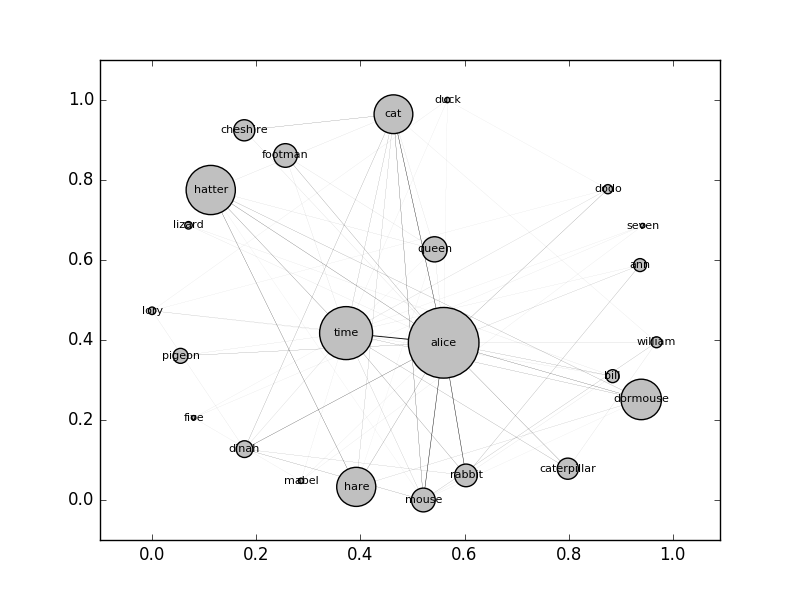 1.0
0.8
0.6
0.4
0.2
0.0
duck
cat
cheshire
footman
hatter
dodo
lizard
seven
queen
ann
lory
time
alice
william
pigeon
bill
dormouse
five
dinah
mabel
hare
mouse
rabbit
caterpillar
0.0 0.2 0.4 0.6 0.8 1.0